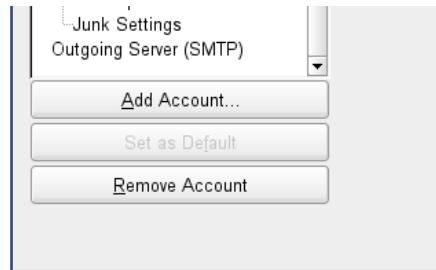 Junk Settings
Outgoing Server (SMTP)
Add Account...
Set as Default
Remove Account